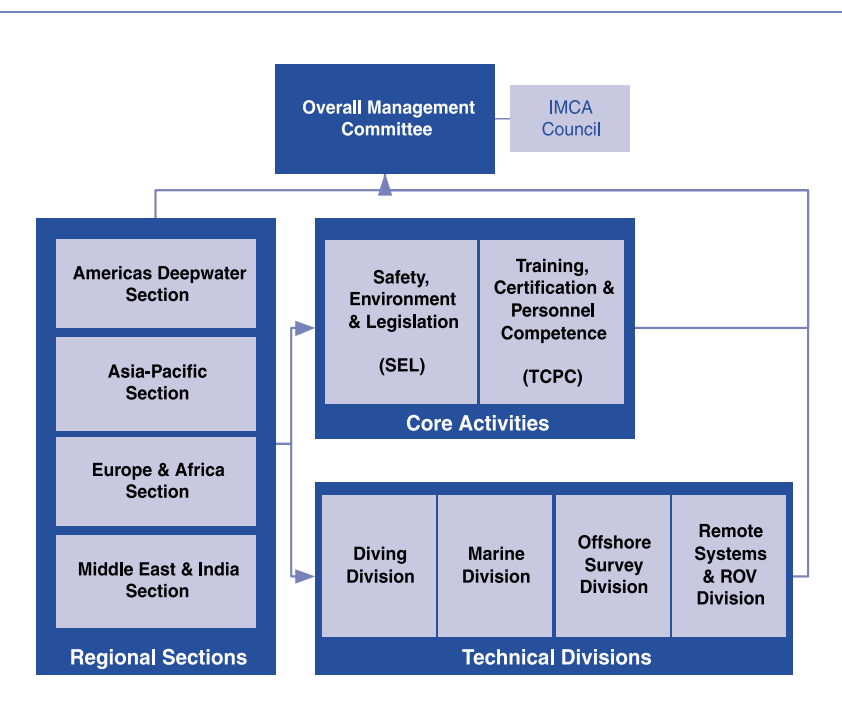 Overall Management
Committee
IMCA
Council
Americas Deepwater
Section
Asia-Pacific
Section
Europe & Africa
Section
Middle East & India
Section
Regional Sections
Safety,
Environment
& Legislation
(SEL)
Training,
Certification &
Personnel
Competence
(TCPC)
Core Activities
Diving
Division
Marine
Division
Offshore
Survey
Division
Remote
Systems
& ROV
Division
Technical Divisions